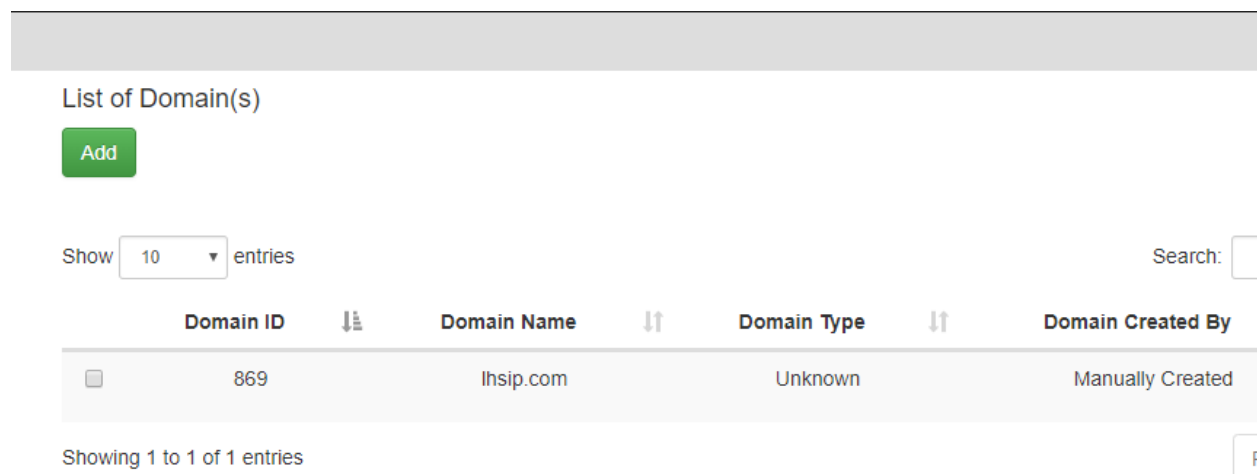 List of Domain(s)
Add
Show 10 entries
Search:
Domain ID Domain Name Domain Type Domain Created By
869 lhsip.com Unknown Manually Created
Showing 1 to 1 of 1 entries